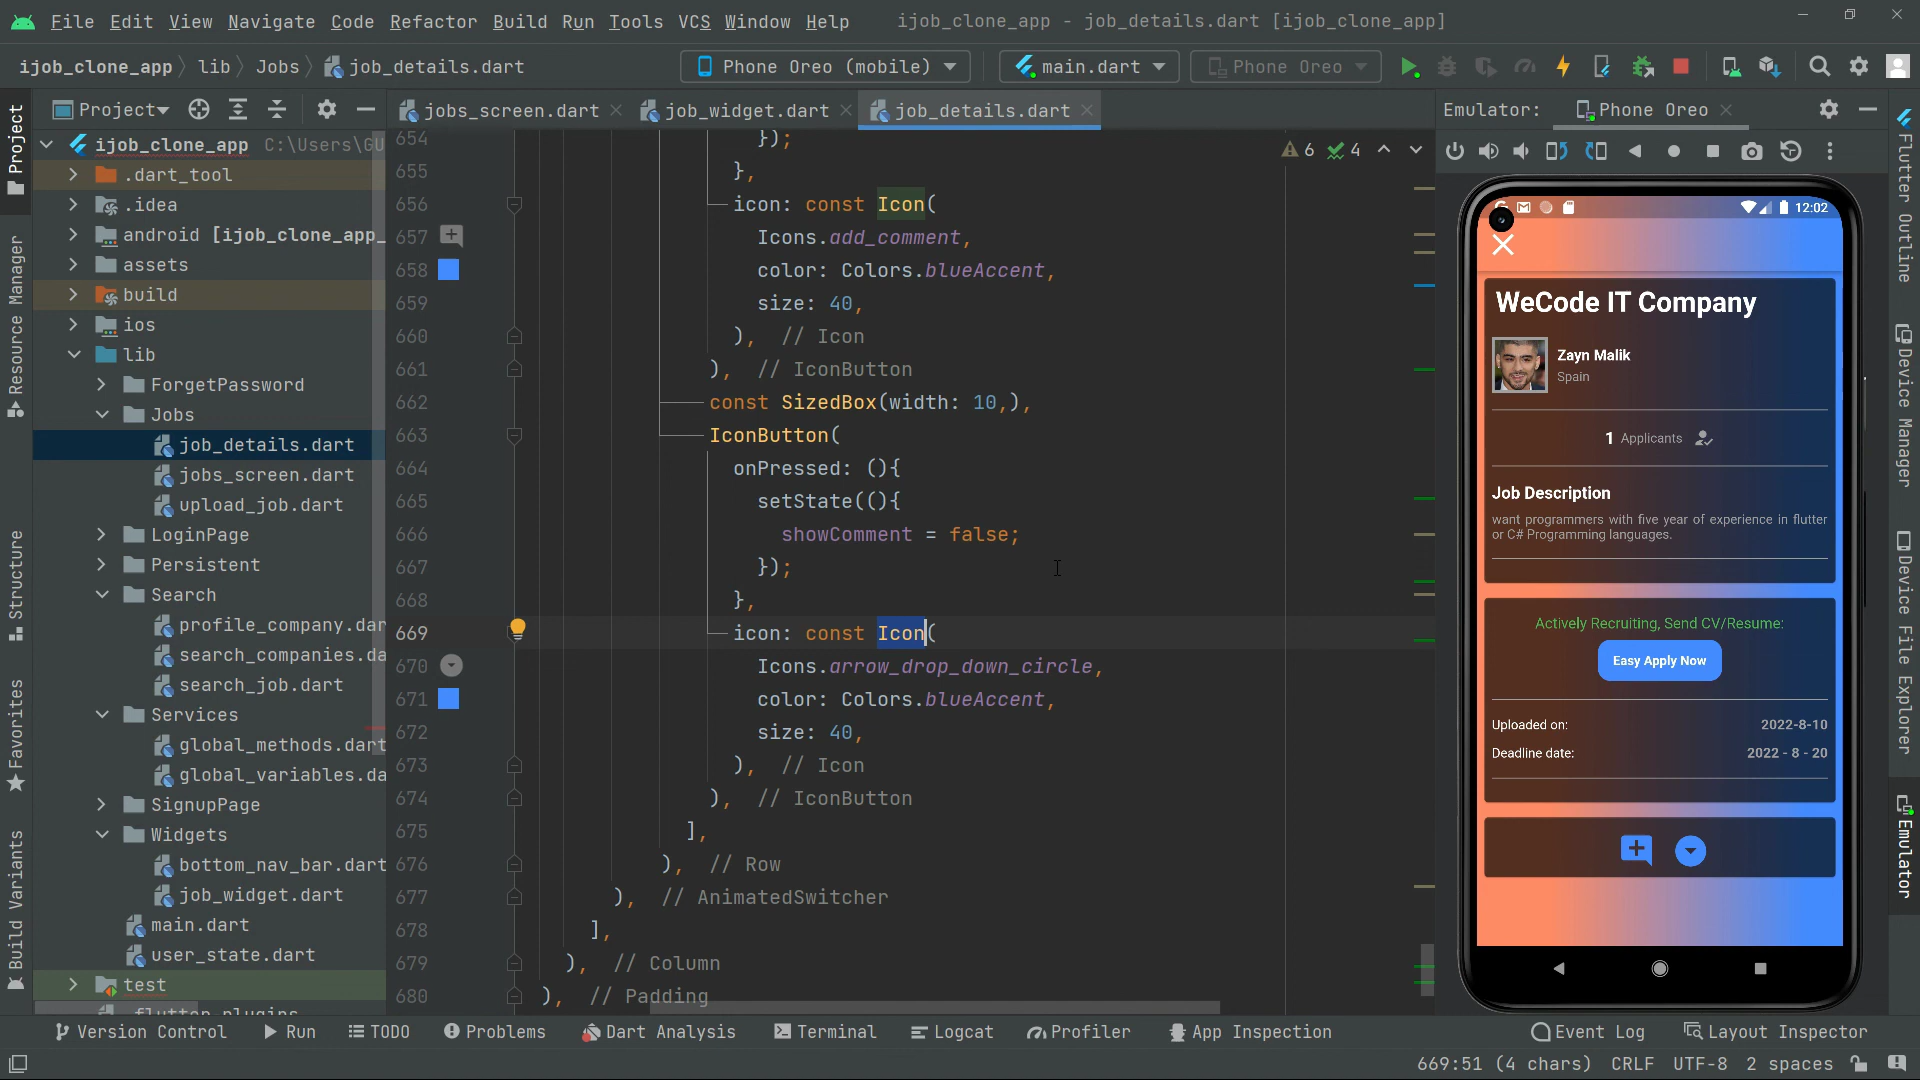 File Edit View Navigate Code Refactor Build Run Tools VCS Window Help ijob_clone_app - job_details.dart [ijob_clone_app]
ijob_clone_app lib Jobs job_details.dart Phone Oreo (mobile) main.dart Phone Oreo
Project jobs_screen.dart job_widget.dart job_details.dart Emulator: Phone Oreo
Project
Resource Manager
Structure
Favorites
Build Variants
ijob_clone_app C:\Users\GU
.dart_tool
.idea
android [ijob_clone_app_
assets
build
ios
lib
ForgetPassword
Jobs
job_details.dart
jobs_screen.dart
upload_job.dart
LoginPage
Persistent
Search
profile_company.dar
search_companies.da
search_job.dart
Services
global_methods.dart
global_variables.da
SignupPage
Widgets
bottom_nav_bar.dart
job_widget.dart
main.dart
user_state.dart
test
.flutter-plugins
6 4
654 });
655 },
656 icon: const Icon(
657 Icons.add_comment,
658 color: Colors.blueAccent,
659 size: 40,
660 ), // Icon
661 ), // IconButton
662 const SizedBox(width: 10,),
663 IconButton(
664 onPressed: (){
665 setState((){
666 showComment = false;
667 });
668 },
669 icon: const Icon(
670 Icons.arrow_drop_down_circle,
671 color: Colors.blueAccent,
672 size: 40,
673 ), // Icon
674 ), // IconButton
675 ],
676 ), // Row
677 ), // AnimatedSwitcher
678 ],
679 ), // Column
680 ), // Padding
12:02
WeCode IT Company
Zayn Malik
Spain
1 Applicants
Job Description
want programmers with five year of experience in flutter
or C# Programming languages.
Actively Recruiting, Send CV/Resume:
Easy Apply Now
Uploaded on: 2022-8-10
Deadline date: 2022 - 8 - 20
Flutter Outline
Device Manager
Device File Explorer
Emulator
Version Control Run TODO Problems Dart Analysis Terminal Logcat Profiler App Inspection Event Log Layout Inspector
669:51 (4 chars) CRLF UTF-8 2 spaces